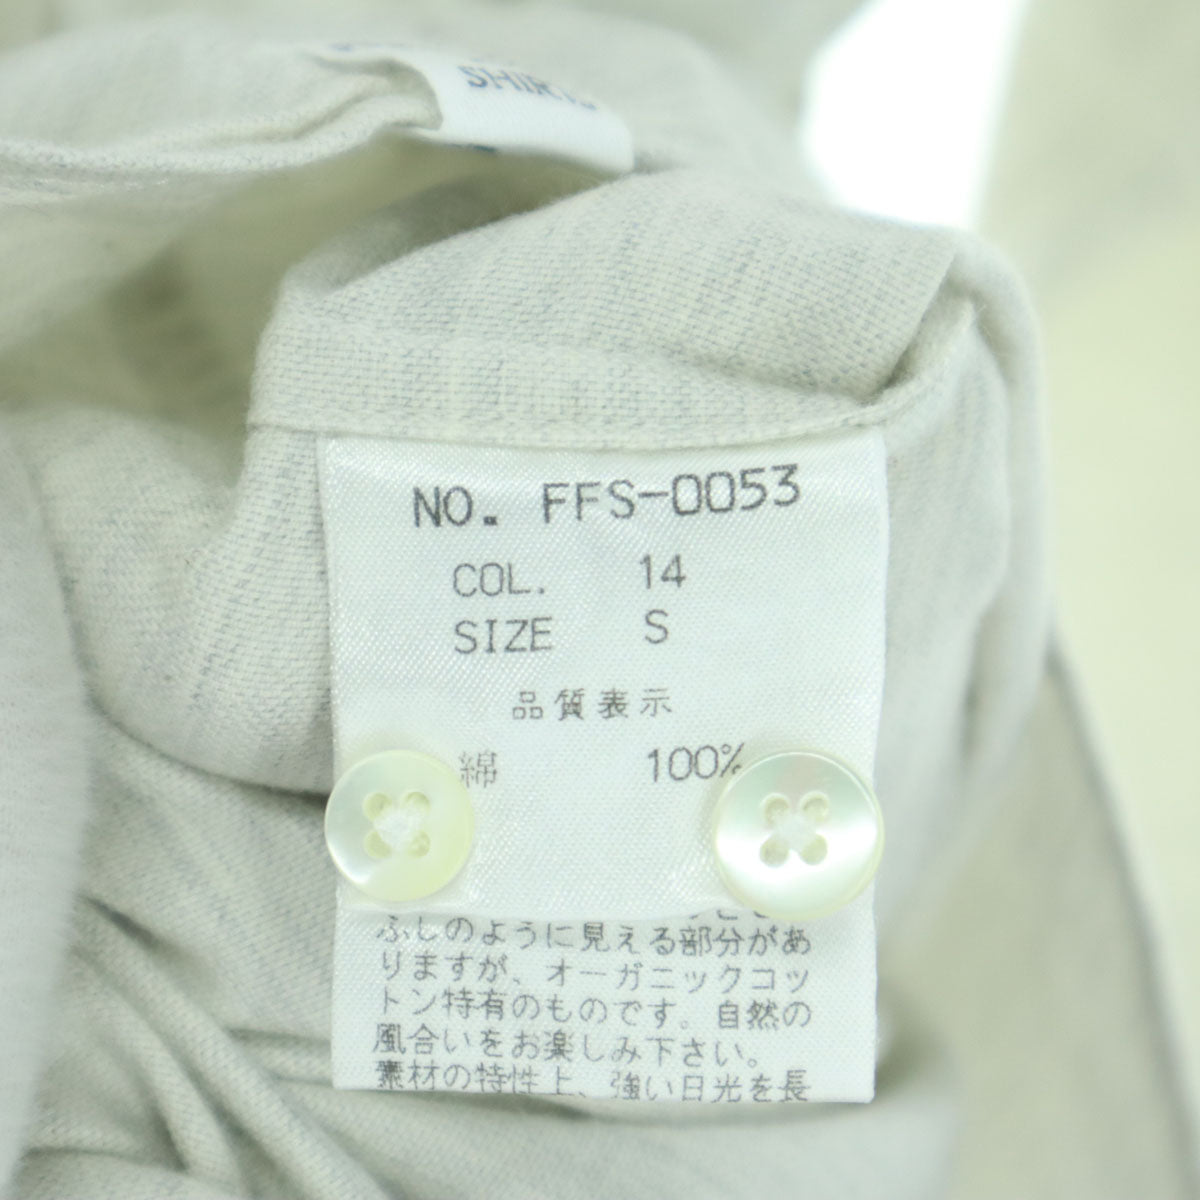 NO. FFS-0053
COL. 14
SIZE S
品質表示
綿 100%
ふしのように見える部分があ
りますが、オーガニックコッ
トン特有のものです。自然の
風合いをお楽しみ下さい。
素材の特性上、強い日光を長